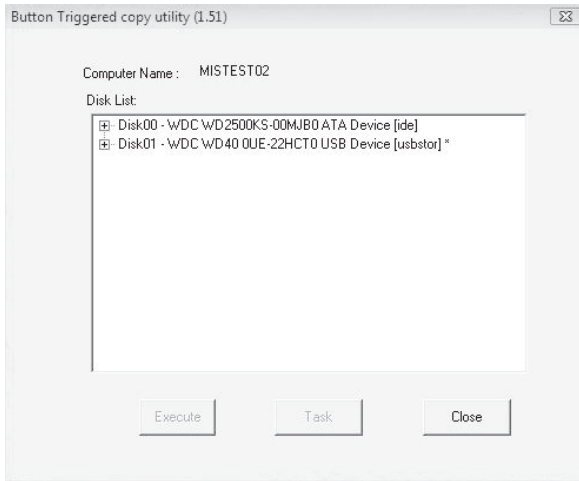 Button Triggered copy utility (1.51)
Computer Name : MISTEST02
Disk List:
Disk00 - WDC WD2500KS-00MJB0 ATA Device [ide]
Disk01 - WDC WD40 0UE-22HCT0 USB Device [usbstor] *
Execute Task Close